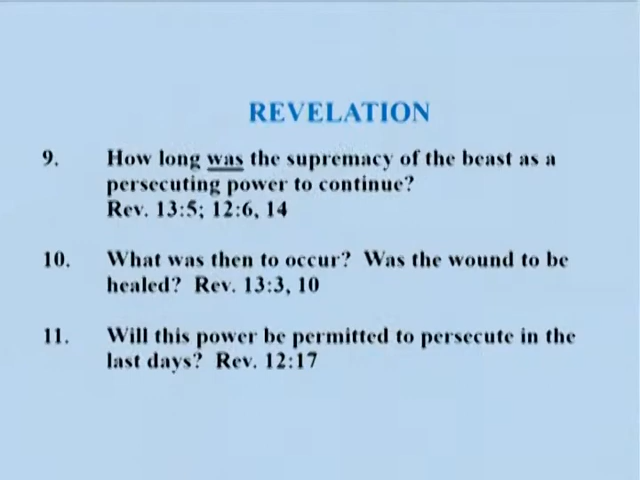 REVELATION
9. How long was the supremacy of the beast as a
persecuting power to continue?
Rev. 13:5; 12:6, 14
10. What was then to occur? Was the wound to be
healed? Rev. 13:3, 10
11. Will this power be permitted to persecute in the
last days? Rev. 12:17